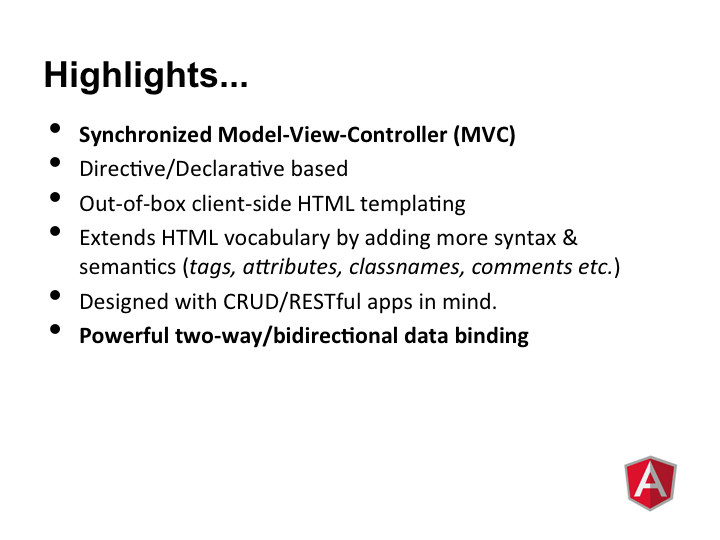 Highlights...
• Synchronized Model-View-Controller (MVC)
• Directive/Declarative based
• Out-of-box client-side HTML templating
• Extends HTML vocabulary by adding more syntax &
semantics (tags, attributes, classnames, comments etc.)
• Designed with CRUD/RESTful apps in mind.
• Powerful two-way/bidirectional data binding
A